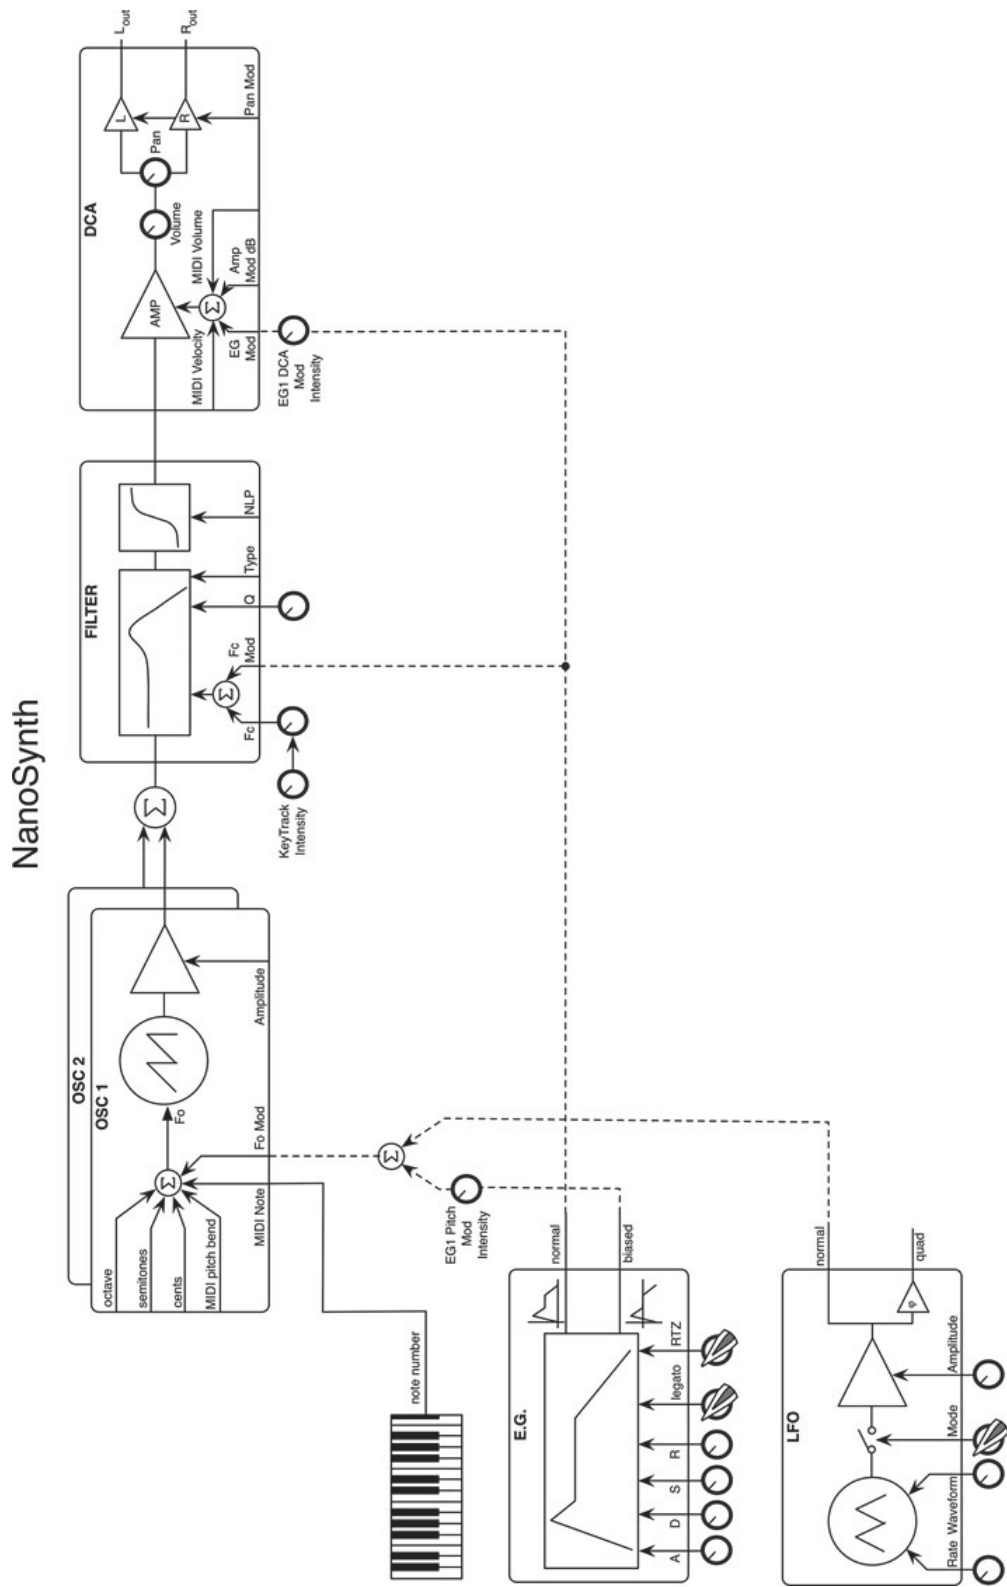 NanoSynth
OSC 2
OSC 1
octave
semitones
cents
MIDI pitch bend
MIDI Note
Σ
Fo
Fo Mod
Amplitude
Σ
FILTER
Fc
Σ
Fc
Mod
Q
Type
NLP
KeyTrack
Intensity
DCA
AMP
MIDI Velocity
EG
Mod
Σ
Amp
Mod dB
MIDI Volume
Volume
Pan
L
R
Pan Mod
Lout
Rout
EG1 DCA
Mod
Intensity
note number
Σ
EG1 Pitch
Mod
Intensity
E.G.
A
D
S
R
legato
RTZ
normal
biased
LFO
Rate
Waveform
Mode
Amplitude
φ
normal
quad